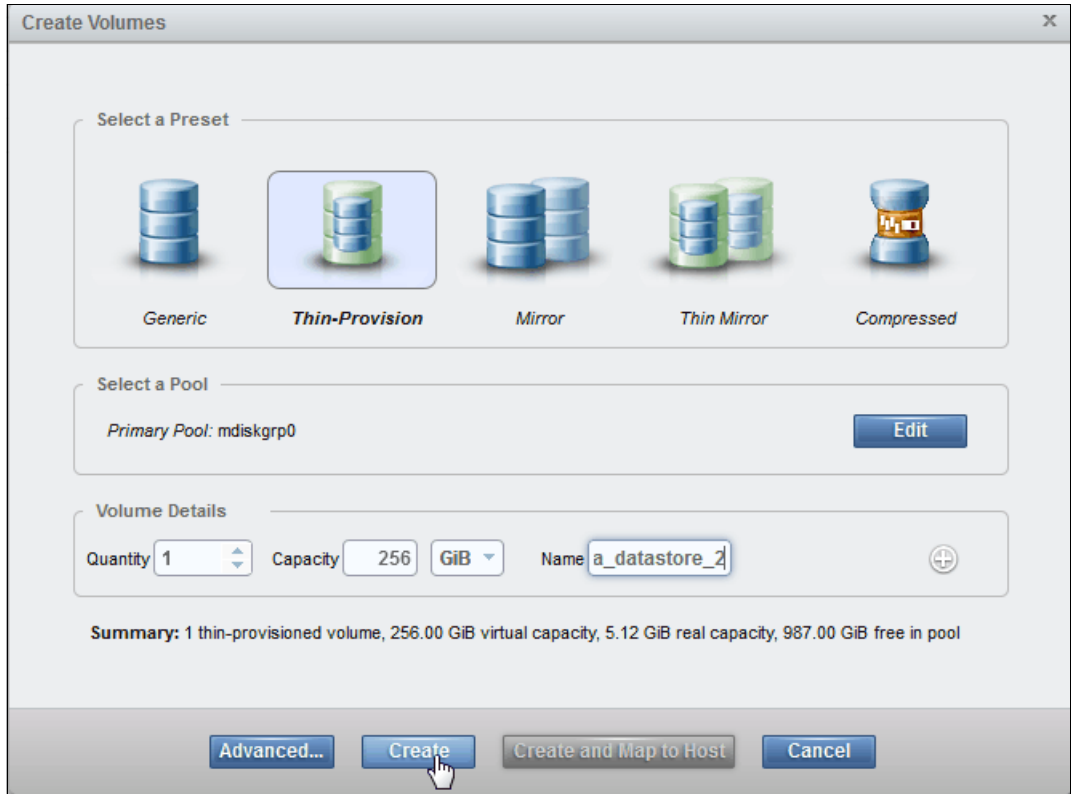 Create Volumes x
Select a Preset
Generic Thin-Provision Mirror Thin Mirror Compressed
Select a Pool
Primary Pool: mdiskgrp0 Edit
Volume Details
Quantity 1 Capacity 256 GiB Name a_datastore_2
Summary: 1 thin-provisioned volume, 256.00 GiB virtual capacity, 5.12 GiB real capacity, 987.00 GiB free in pool
Advanced... Create Create and Map to Host Cancel